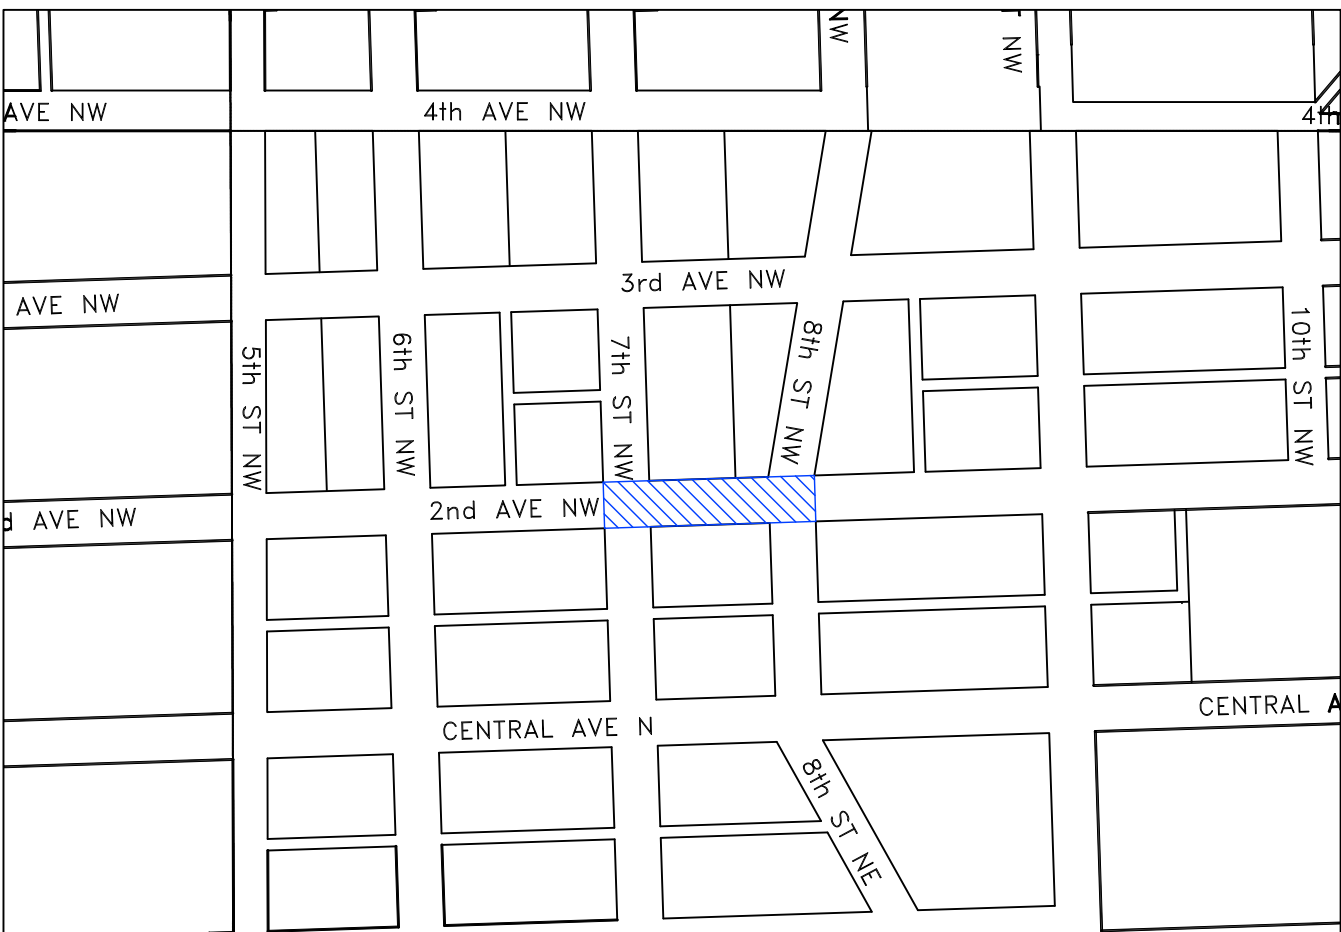 NW
T NW
AVE NW
4th AVE NW
4th
3rd AVE NW
AVE NW
5th ST NW
6th ST NW
7th ST NW
8th ST NW
10th ST NW
2nd AVE NW
d AVE NW
CENTRAL AVE N
CENTRAL A
8th ST NE